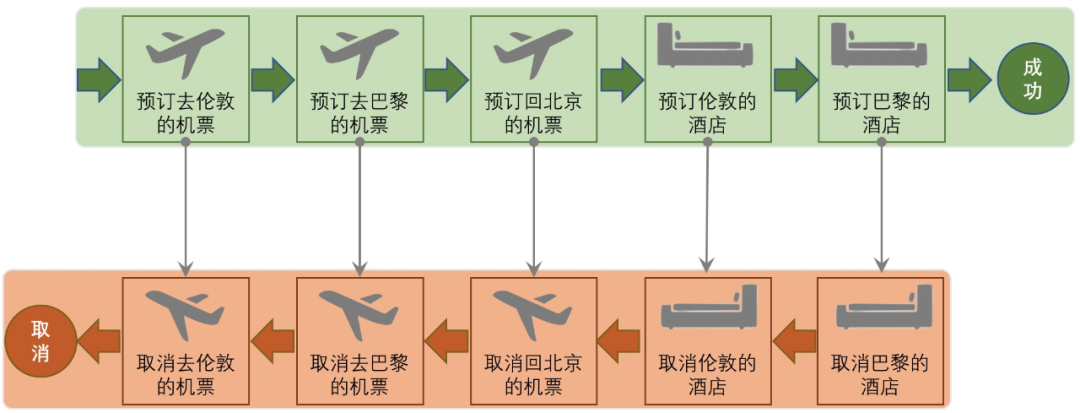 预订去伦敦
的机票
预订去巴黎
的机票
预订回北京
的机票
预订伦敦的
酒店
预订巴黎的
酒店
成
功
取
消
取消去伦敦
的机票
取消去巴黎
的机票
取消回北京
的机票
取消伦敦的
酒店
取消巴黎的
酒店